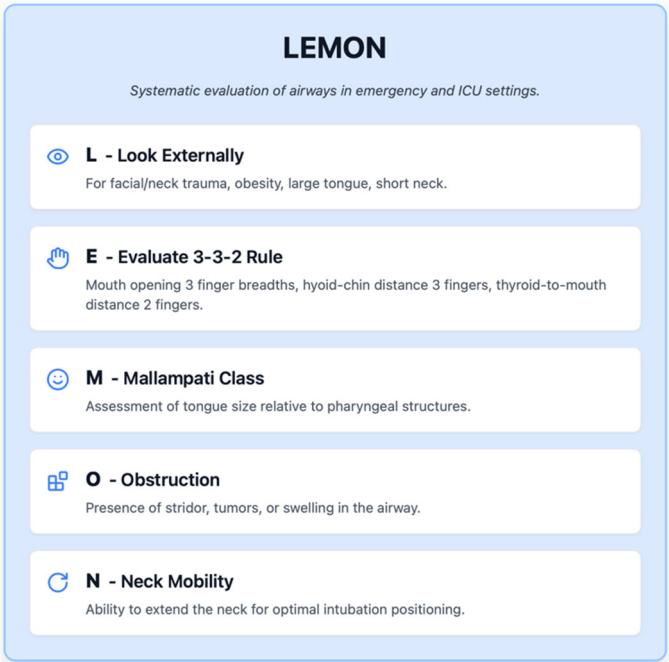 LEMON
Systematic evaluation of airways in emergency and ICU settings.
L - Look Externally
For facial/neck trauma, obesity, large tongue, short neck.
E - Evaluate 3-3-2 Rule
Mouth opening 3 finger breadths, hyoid-chin distance 3 fingers, thyroid-to-mouth
distance 2 fingers.
M - Mallampati Class
Assessment of tongue size relative to pharyngeal structures.
O - Obstruction
Presence of stridor, tumors, or swelling in the airway.
N - Neck Mobility
Ability to extend the neck for optimal intubation positioning.